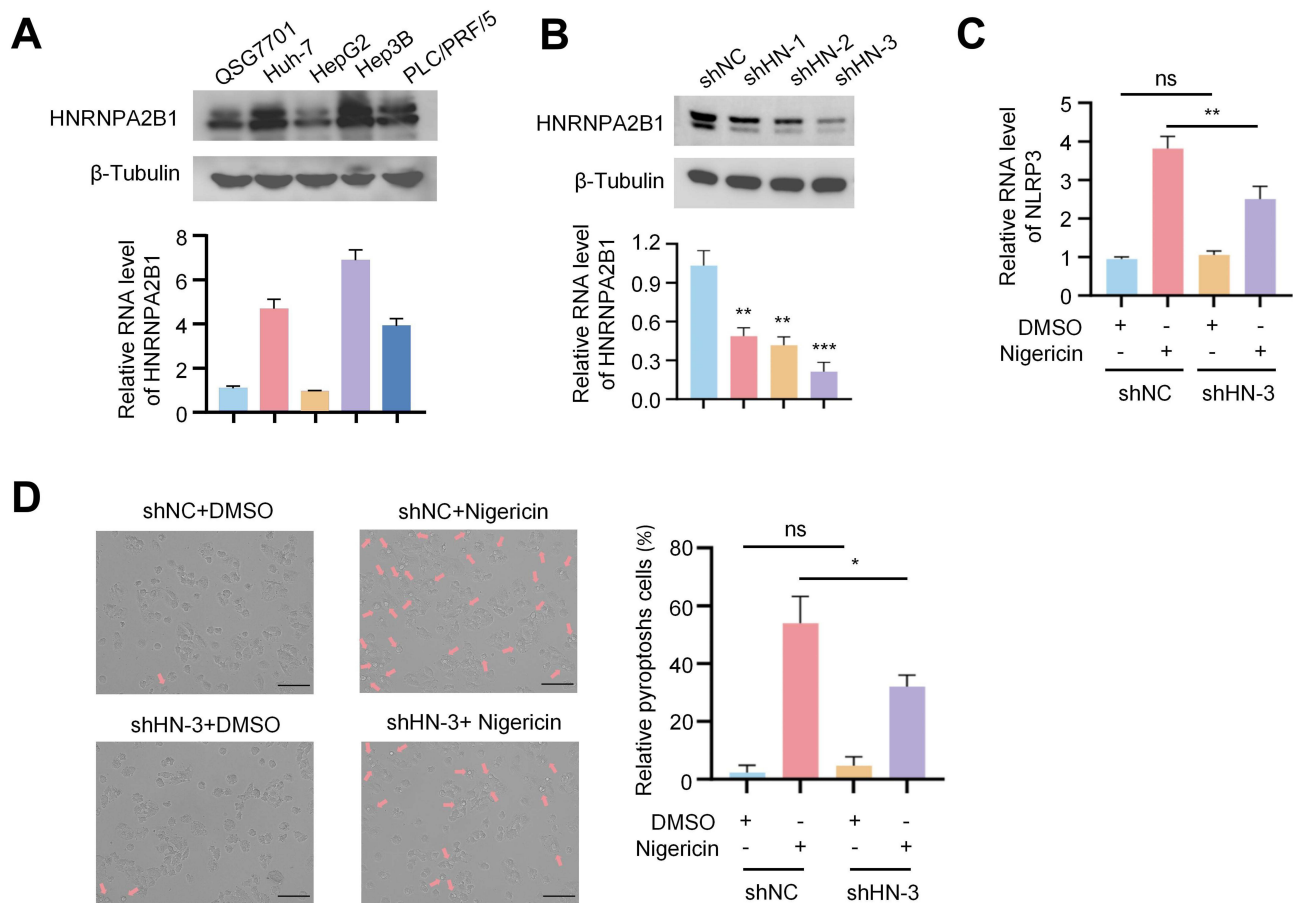 A
QSG7701
Huh-7
HepG2
Hep3B
PLC/PRF/5
HNRNPA2B1
β-Tubulin
Relative RNA level
of HNRNPA2B1
8
6
4
2
0
B
shNC
shHN-1
shHN-2
shHN-3
HNRNPA2B1
β-Tubulin
Relative RNA level
of HNRNPA2B1
1.2
0.9
0.6
0.3
0.0
**
**
***
C
Relative RNA level
of NLRP3
5
4
3
2
1
0
ns
**
DMSO + - + -
Nigericin - + - +
shNC shHN-3
D
shNC+DMSO
shNC+Nigericin
shHN-3+DMSO
shHN-3+ Nigericin
Relative pyroptoshs cells (%)
80
60
40
20
0
ns
*
DMSO + - + -
Nigericin - + - +
shNC shHN-3